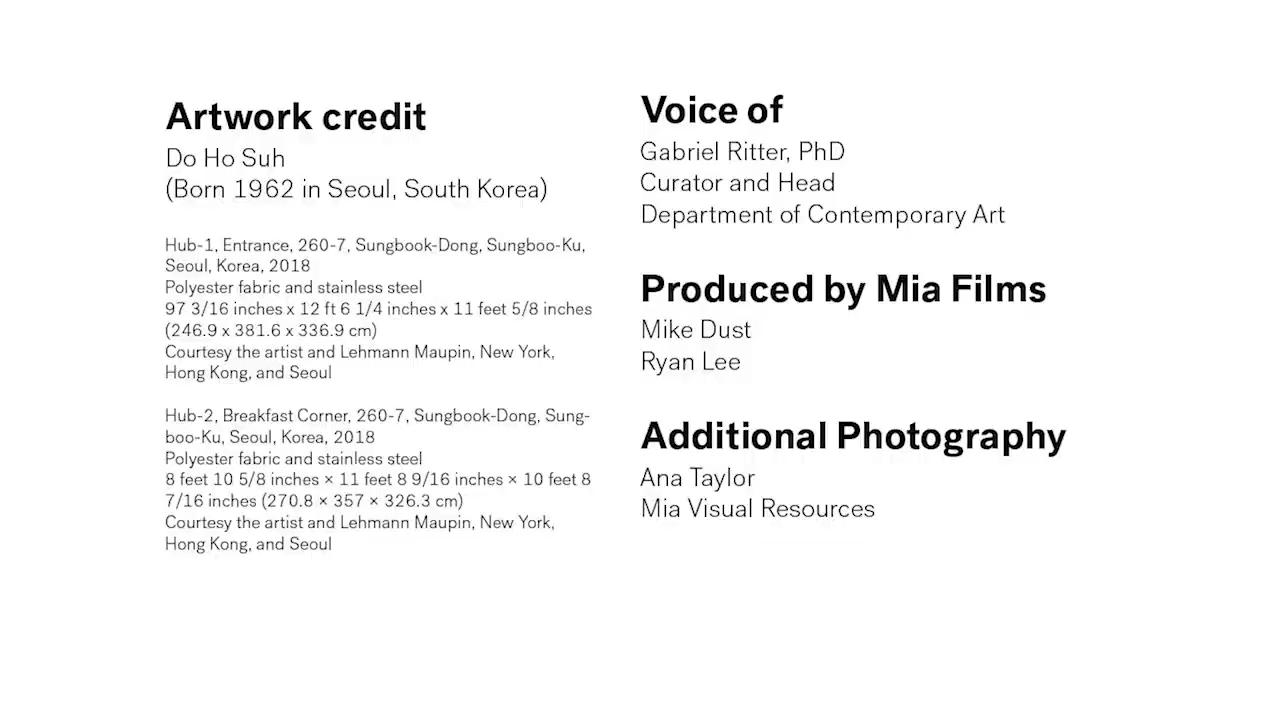 Artwork credit
Do Ho Suh
(Born 1962 in Seoul, South Korea)
Hub-1, Entrance, 260-7, Sungbook-Dong, Sungboo-Ku,
Seoul, Korea, 2018
Polyester fabric and stainless steel
97 3/16 inches x 12 ft 6 1/4 inches x 11 feet 5/8 inches
(246.9 x 381.6 x 336.9 cm)
Courtesy the artist and Lehmann Maupin, New York,
Hong Kong, and Seoul
Hub-2, Breakfast Corner, 260-7, Sungbook-Dong, Sung-
boo-Ku, Seoul, Korea, 2018
Polyester fabric and stainless steel
8 feet 10 5/8 inches × 11 feet 8 9/16 inches × 10 feet 8
7/16 inches (270.8 × 357 × 326.3 cm)
Courtesy the artist and Lehmann Maupin, New York,
Hong Kong, and Seoul
Voice of
Gabriel Ritter, PhD
Curator and Head
Department of Contemporary Art
Produced by Mia Films
Mike Dust
Ryan Lee
Additional Photography
Ana Taylor
Mia Visual Resources